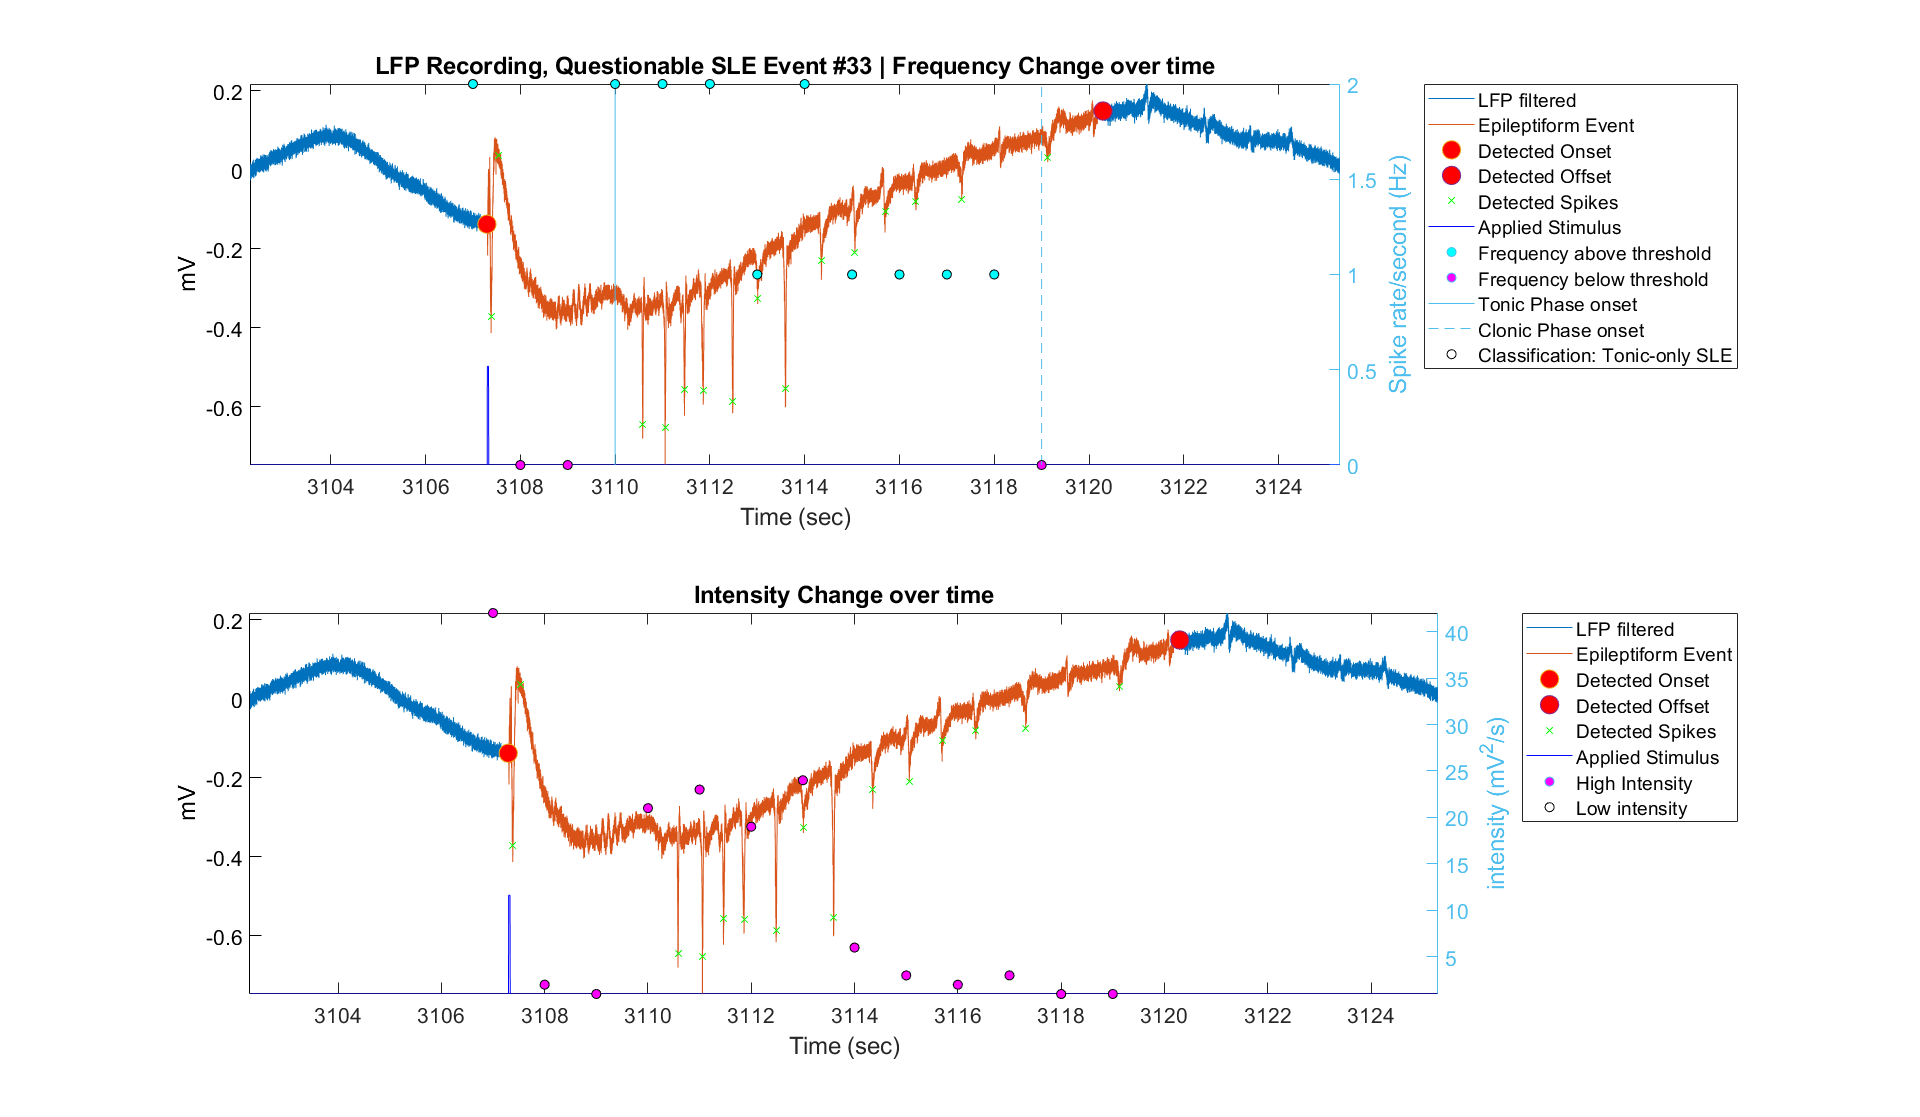 LFP Recording, Questionable SLE Event #33 | Frequency Change over time
0.2
0
-0.2
-0.4
-0.6
mV
2
1.5
1
0.5
0
Spike rate/second (Hz)
3104 3106 3108 3110 3112 3114 3116 3118 3120 3122 3124
Time (sec)
LFP filtered
Epileptiform Event
Detected Onset
Detected Offset
Detected Spikes
Applied Stimulus
Frequency above threshold
Frequency below threshold
Tonic Phase onset
Clonic Phase onset
Classification: Tonic-only SLE
Intensity Change over time
0.2
0
-0.2
-0.4
-0.6
mV
40
35
30
25
20
15
10
5
intensity (mV²/s)
3104 3106 3108 3110 3112 3114 3116 3118 3120 3122 3124
Time (sec)
LFP filtered
Epileptiform Event
Detected Onset
Detected Offset
Detected Spikes
Applied Stimulus
High Intensity
Low intensity